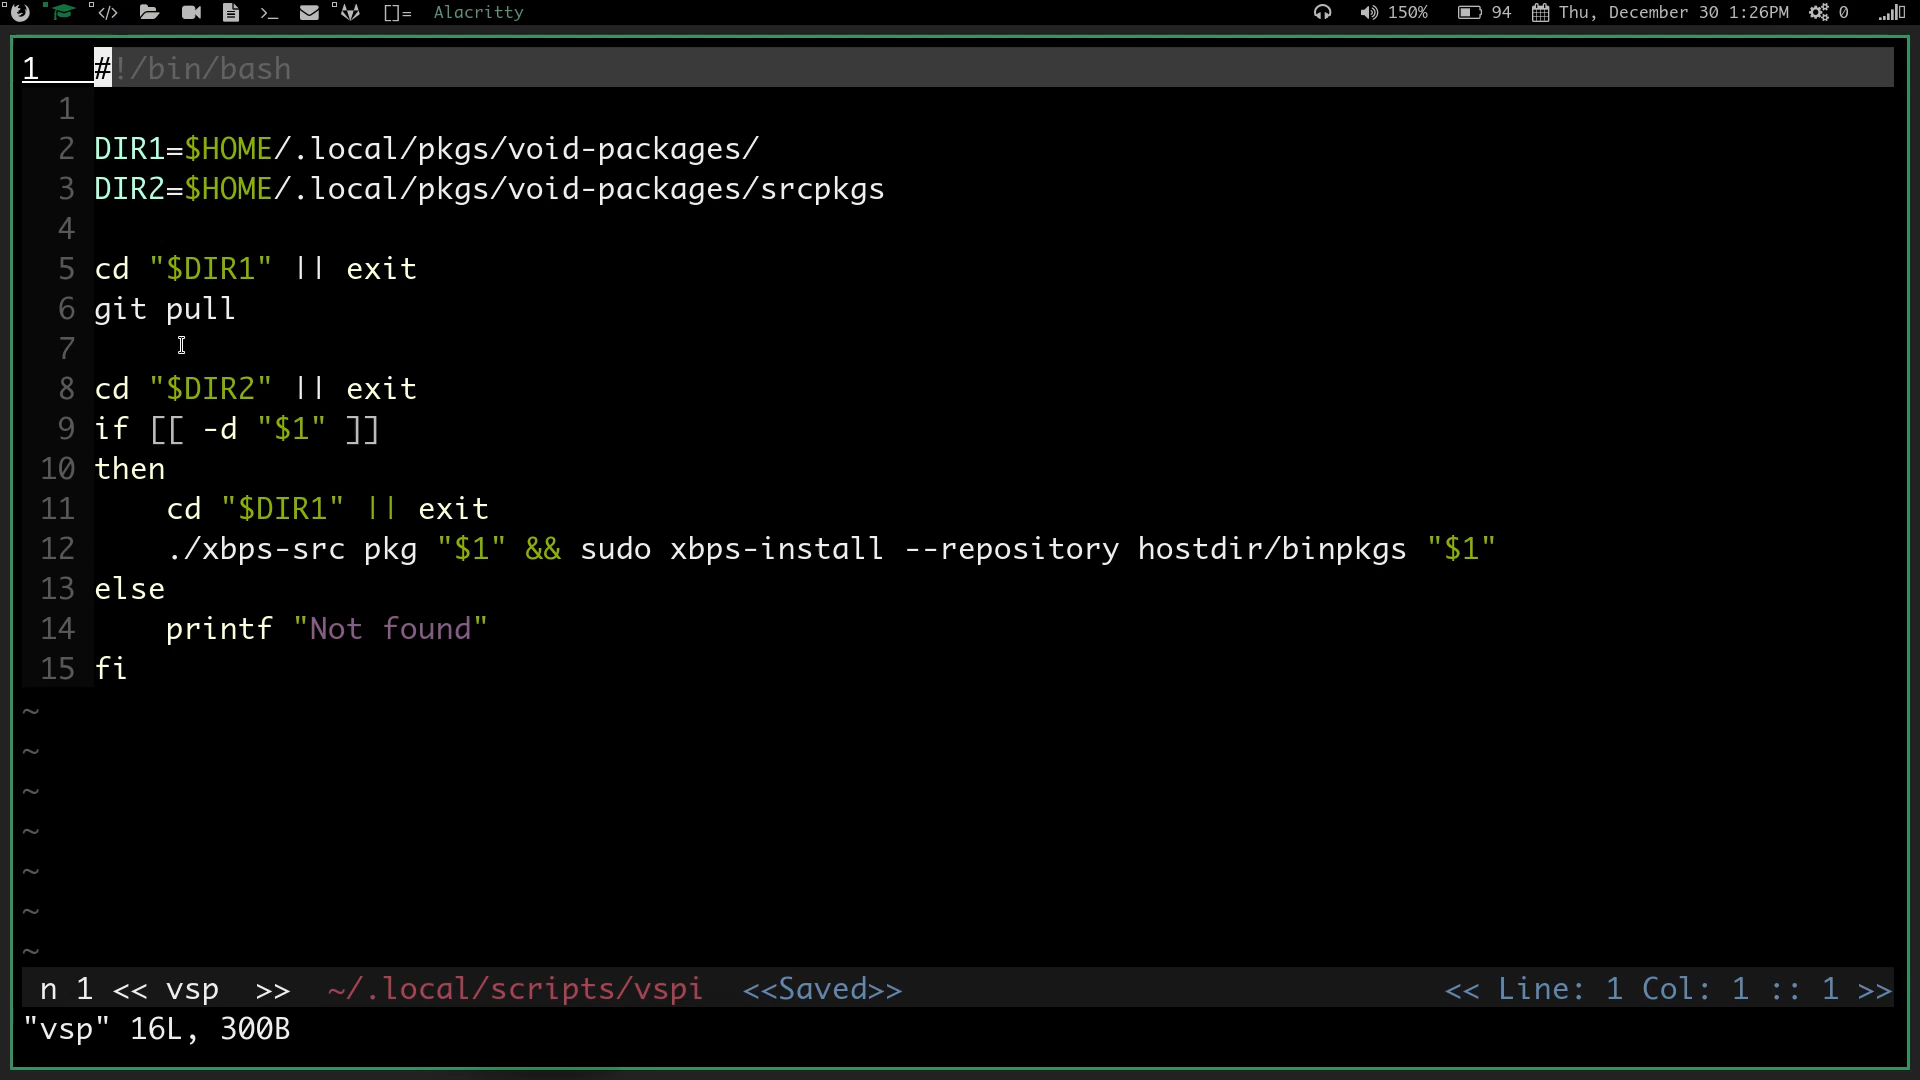 </> >_ []= Alacritty 150% 94 Thu, December 30 1:26PM 0
1 #!/bin/bash
1
2 DIR1=$HOME/.local/pkgs/void-packages/
3 DIR2=$HOME/.local/pkgs/void-packages/srcpkgs
4
5 cd "$DIR1" || exit
6 git pull
7
8 cd "$DIR2" || exit
9 if [[ -d "$1" ]]
10 then
11     cd "$DIR1" || exit
12     ./xbps-src pkg "$1" && sudo xbps-install --repository hostdir/binpkgs "$1"
13 else
14     printf "Not found"
15 fi
~
~
~
~
~
~
~
n 1 << vsp  >>  ~/.local/scripts/vspi  <<Saved>> << Line: 1 Col: 1 :: 1 >>
"vsp" 16L, 300B